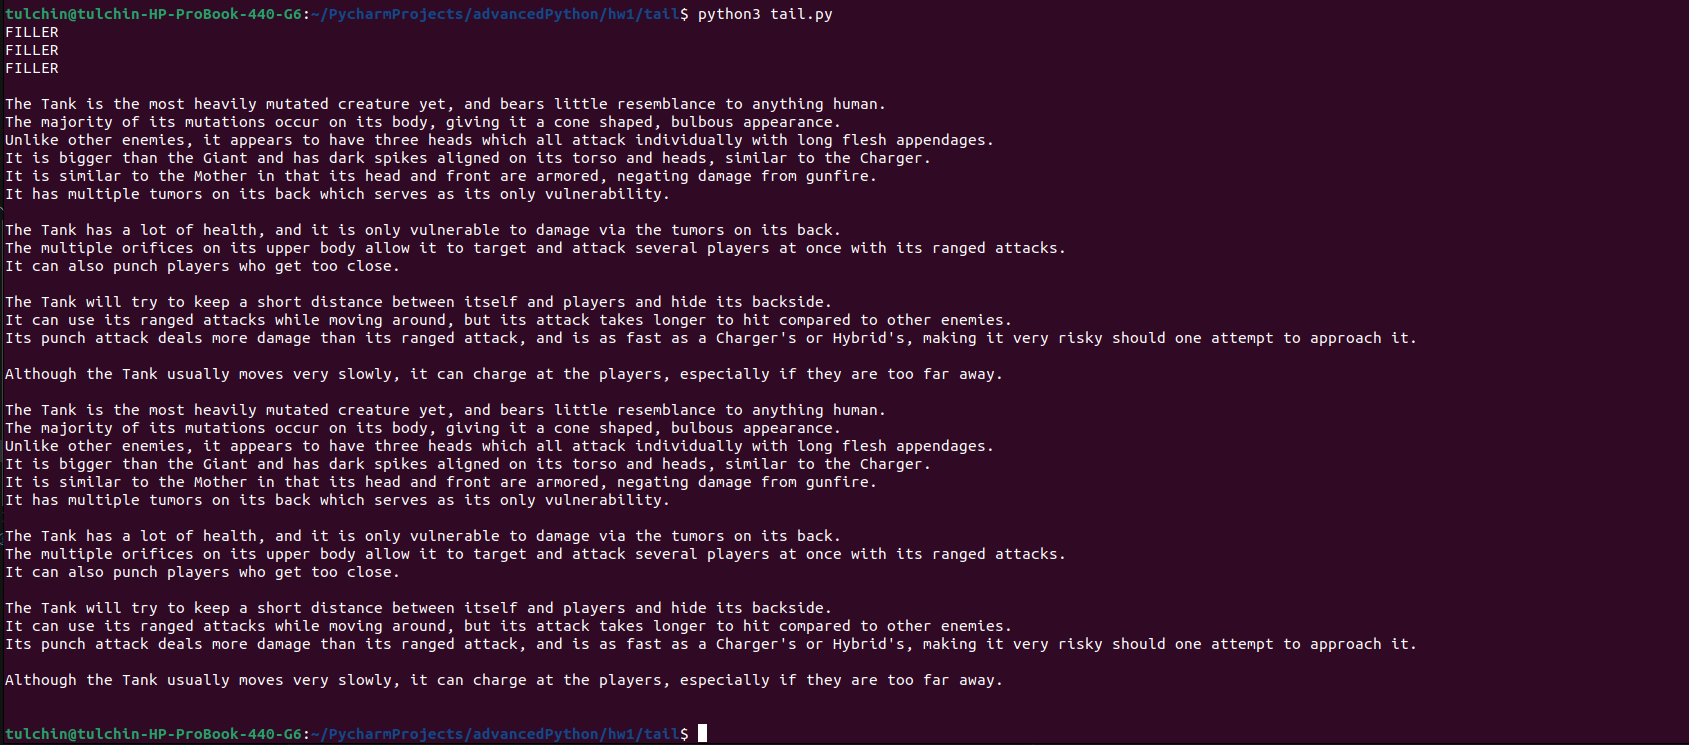 tulchin@tulchin-HP-ProBook-440-G6:~/PycharmProjects/advancedPython/hw1/tail$ python3 tail.py
FILLER
FILLER
FILLER

The Tank is the most heavily mutated creature yet, and bears little resemblance to anything human.
The majority of its mutations occur on its body, giving it a cone shaped, bulbous appearance.
Unlike other enemies, it appears to have three heads which all attack individually with long flesh appendages.
It is bigger than the Giant and has dark spikes aligned on its torso and heads, similar to the Charger.
It is similar to the Mother in that its head and front are armored, negating damage from gunfire.
It has multiple tumors on its back which serves as its only vulnerability.

The Tank has a lot of health, and it is only vulnerable to damage via the tumors on its back.
The multiple orifices on its upper body allow it to target and attack several players at once with its ranged attacks.
It can also punch players who get too close.

The Tank will try to keep a short distance between itself and players and hide its backside.
It can use its ranged attacks while moving around, but its attack takes longer to hit compared to other enemies.
Its punch attack deals more damage than its ranged attack, and is as fast as a Charger's or Hybrid's, making it very risky should one attempt to approach it.

Although the Tank usually moves very slowly, it can charge at the players, especially if they are too far away.

The Tank is the most heavily mutated creature yet, and bears little resemblance to anything human.
The majority of its mutations occur on its body, giving it a cone shaped, bulbous appearance.
Unlike other enemies, it appears to have three heads which all attack individually with long flesh appendages.
It is bigger than the Giant and has dark spikes aligned on its torso and heads, similar to the Charger.
It is similar to the Mother in that its head and front are armored, negating damage from gunfire.
It has multiple tumors on its back which serves as its only vulnerability.

The Tank has a lot of health, and it is only vulnerable to damage via the tumors on its back.
The multiple orifices on its upper body allow it to target and attack several players at once with its ranged attacks.
It can also punch players who get too close.

The Tank will try to keep a short distance between itself and players and hide its backside.
It can use its ranged attacks while moving around, but its attack takes longer to hit compared to other enemies.
Its punch attack deals more damage than its ranged attack, and is as fast as a Charger's or Hybrid's, making it very risky should one attempt to approach it.

Although the Tank usually moves very slowly, it can charge at the players, especially if they are too far away.

tulchin@tulchin-HP-ProBook-440-G6:~/PycharmProjects/advancedPython/hw1/tail$